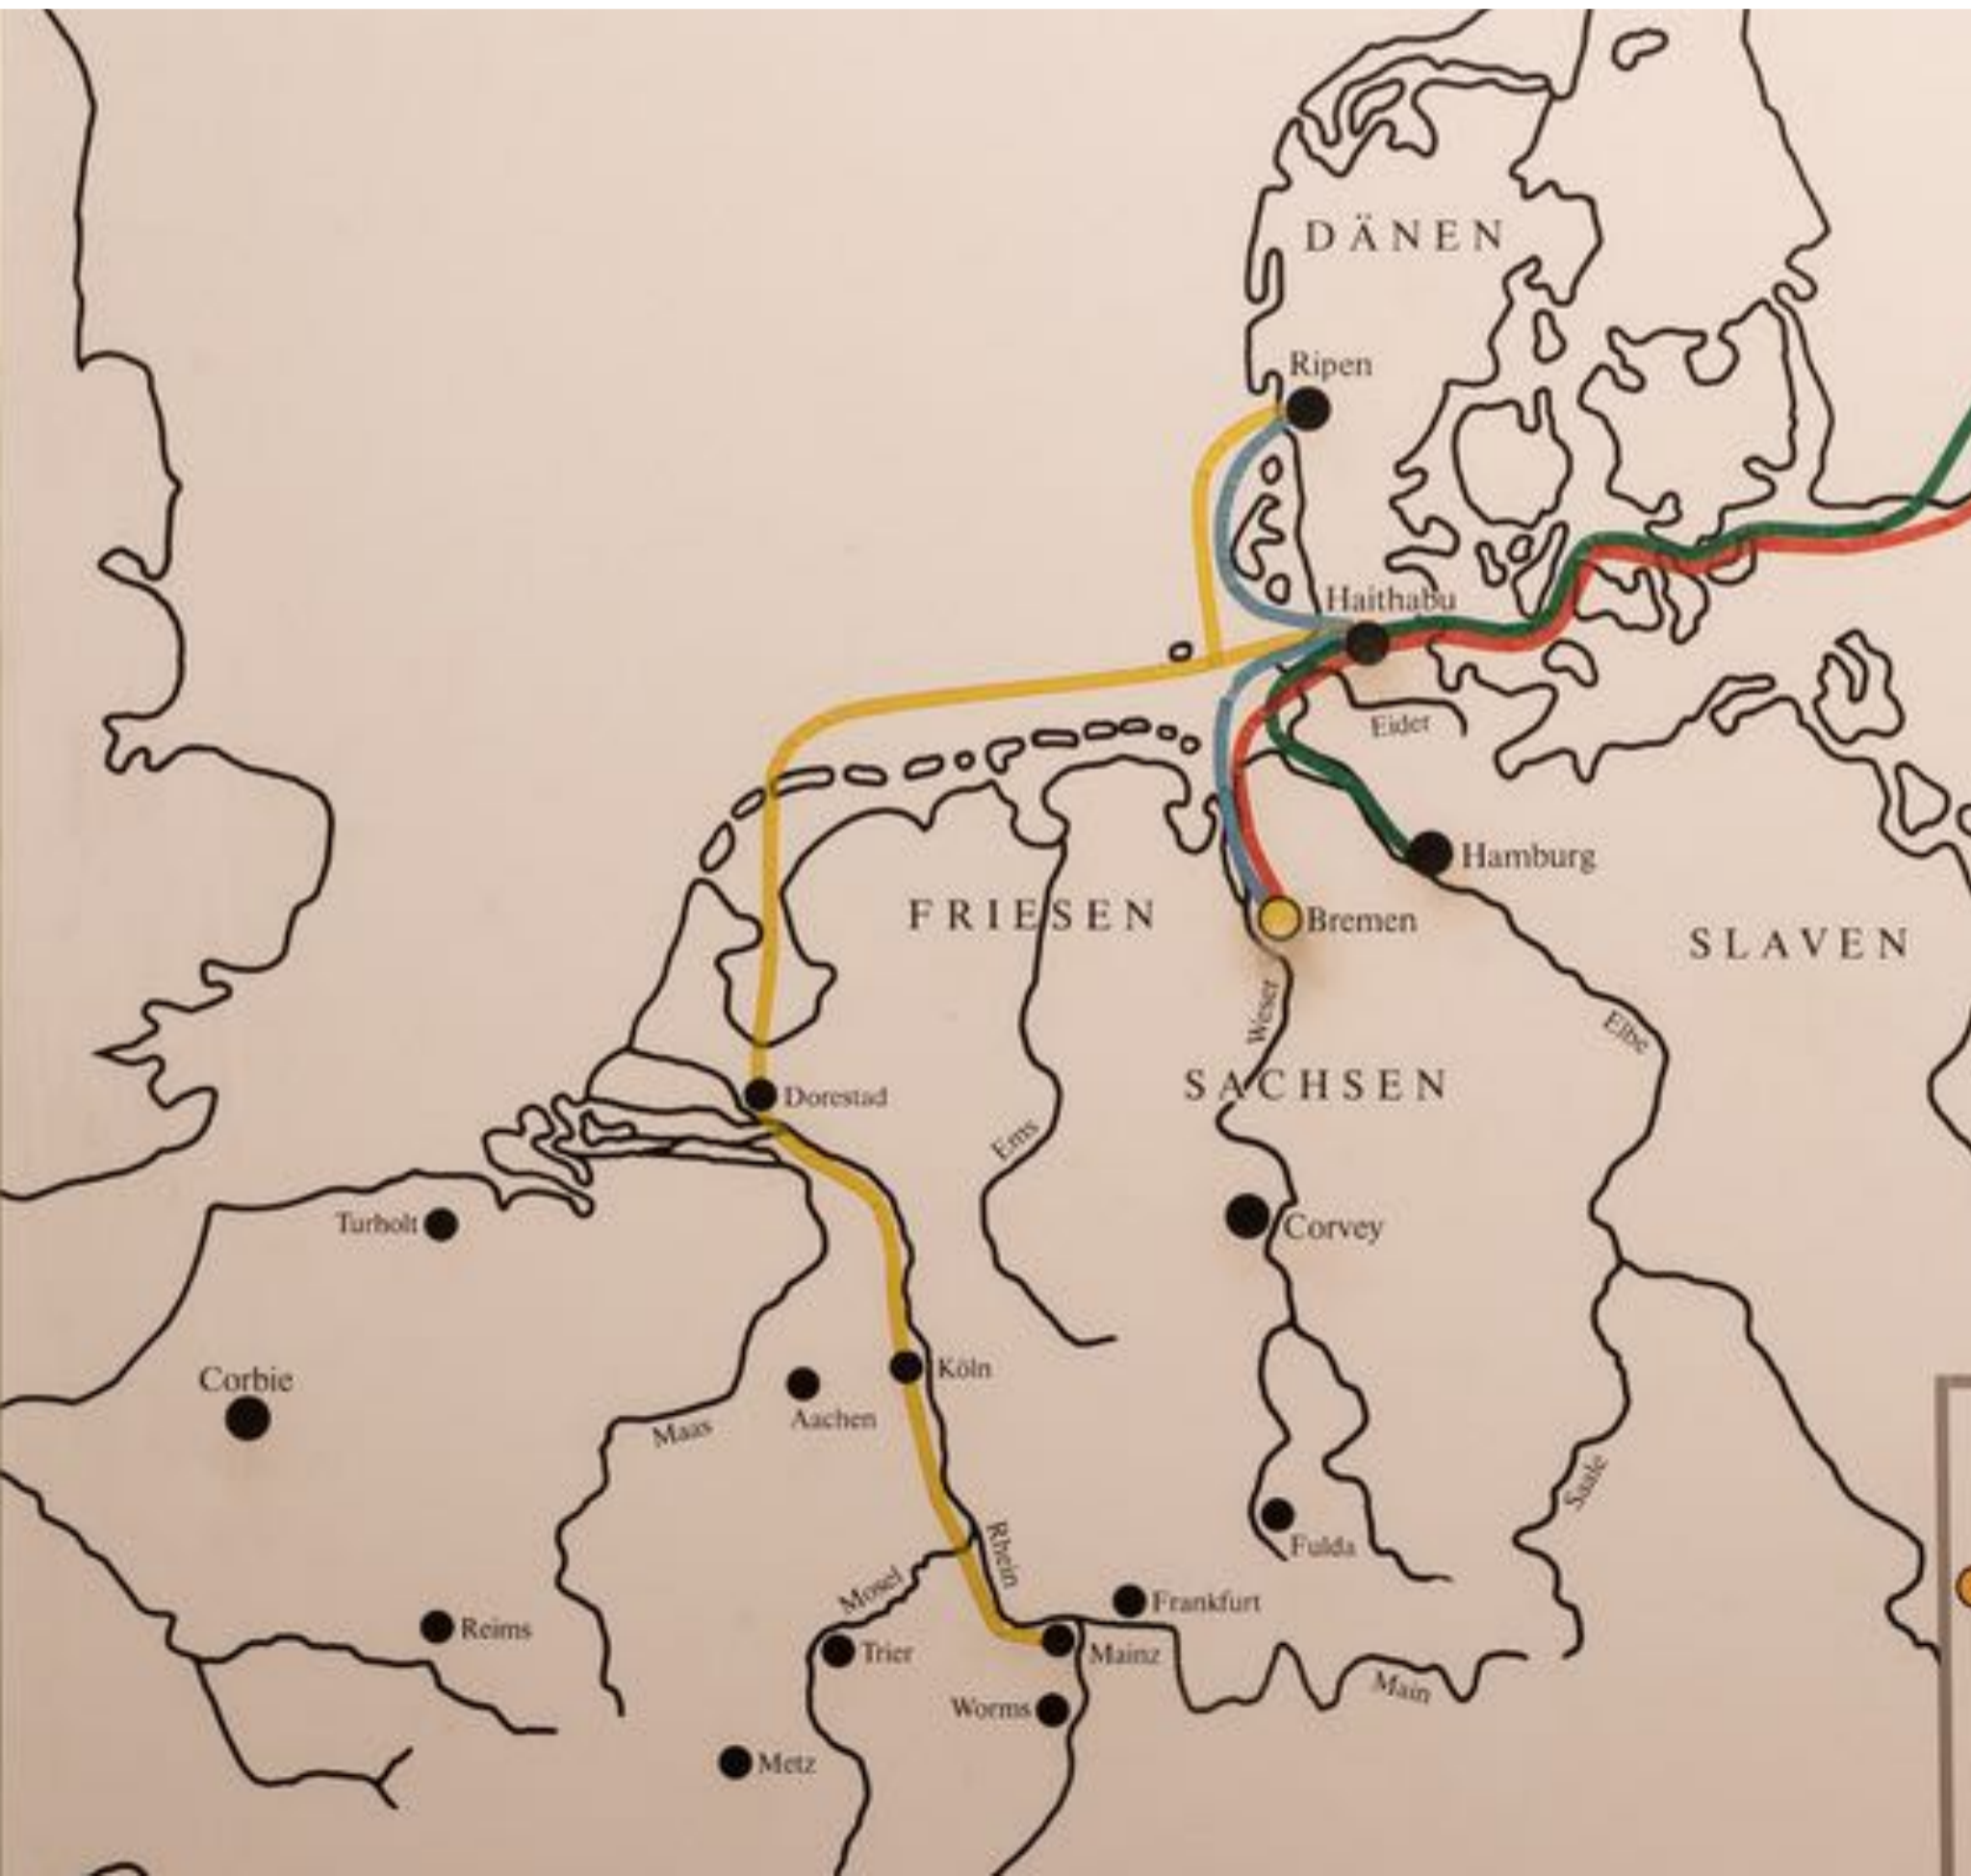 DÄNEN
Ripen
Haithabu
Eider
Hamburg
FRIESEN
Bremen
SLAVEN
Weser
Elbe
SACHSEN
Dorestad
Ems
Turholt
Corvey
Köln
Corbie
Aachen
Maas
Saale
Rhein
Fulda
Mosel
Frankfurt
Reims
Trier
Mainz
Main
Worms
Metz